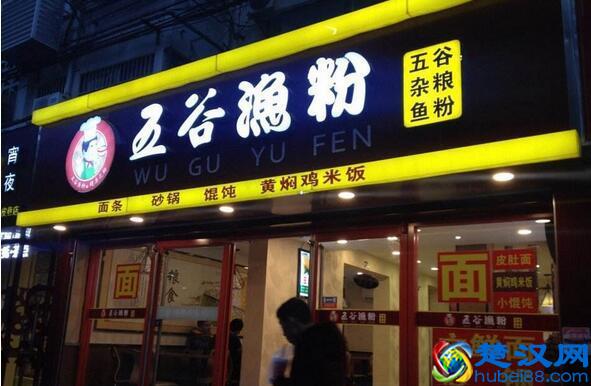 五谷渔粉
WU GU YU FEN
五谷
杂粮
鱼粉
面条 砂锅 馄饨 黄焖鸡米饭
宵夜
粮食
面
面
皮肚面
黄焖鸡米饭
小馄饨
五谷渔粉
五谷渔粉
楚汉网
hubei88.com